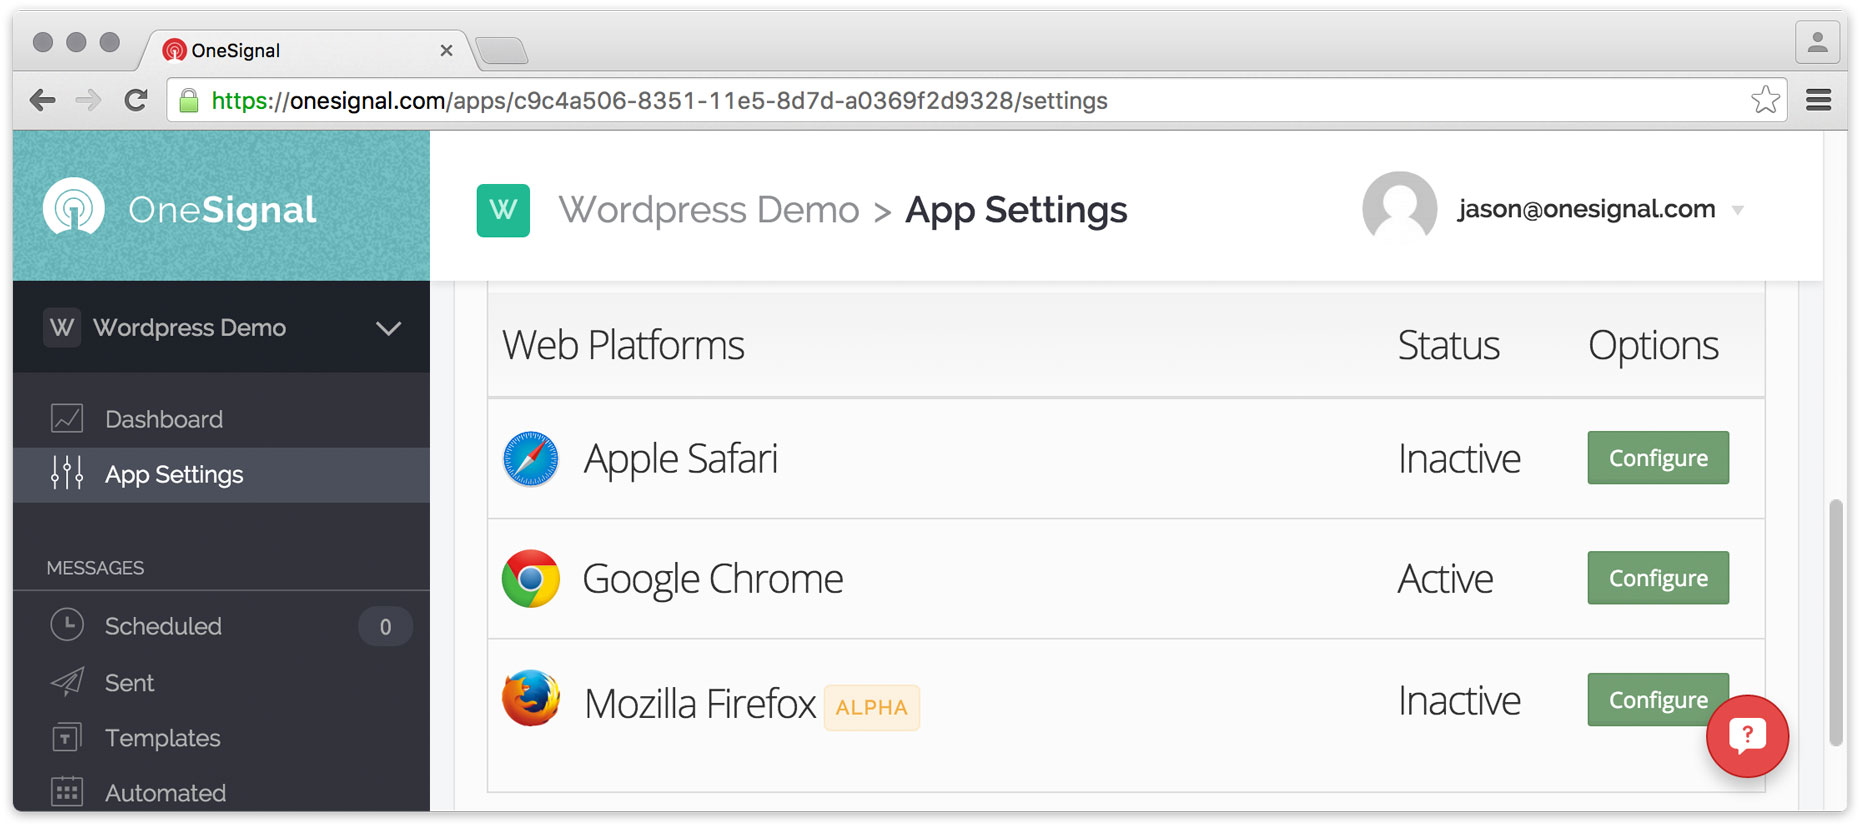 OneSignal
https://onesignal.com/apps/c9c4a506-8351-11e5-8d7d-a0369f2d9328/settings
OneSignal
W Wordpress Demo > App Settings
jason@onesignal.com
W Wordpress Demo
Dashboard
App Settings
MESSAGES
Scheduled 0
Sent
Templates
Automated
Web Platforms Status Options
Apple Safari Inactive Configure
Google Chrome Active Configure
Mozilla Firefox ALPHA Inactive Configure
?